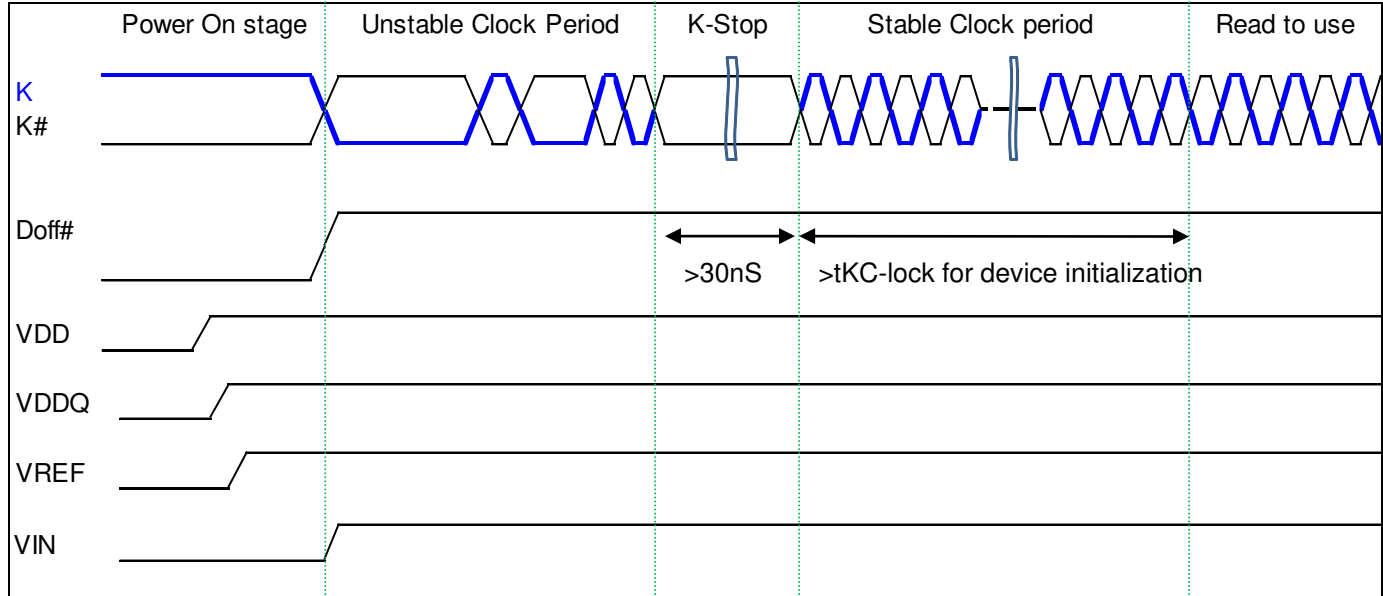 Power On stage Unstable Clock Period K-Stop Stable Clock period Read to use
K
K#
Doff#
>30nS >tKC-lock for device initialization
VDD
VDDQ
VREF
VIN